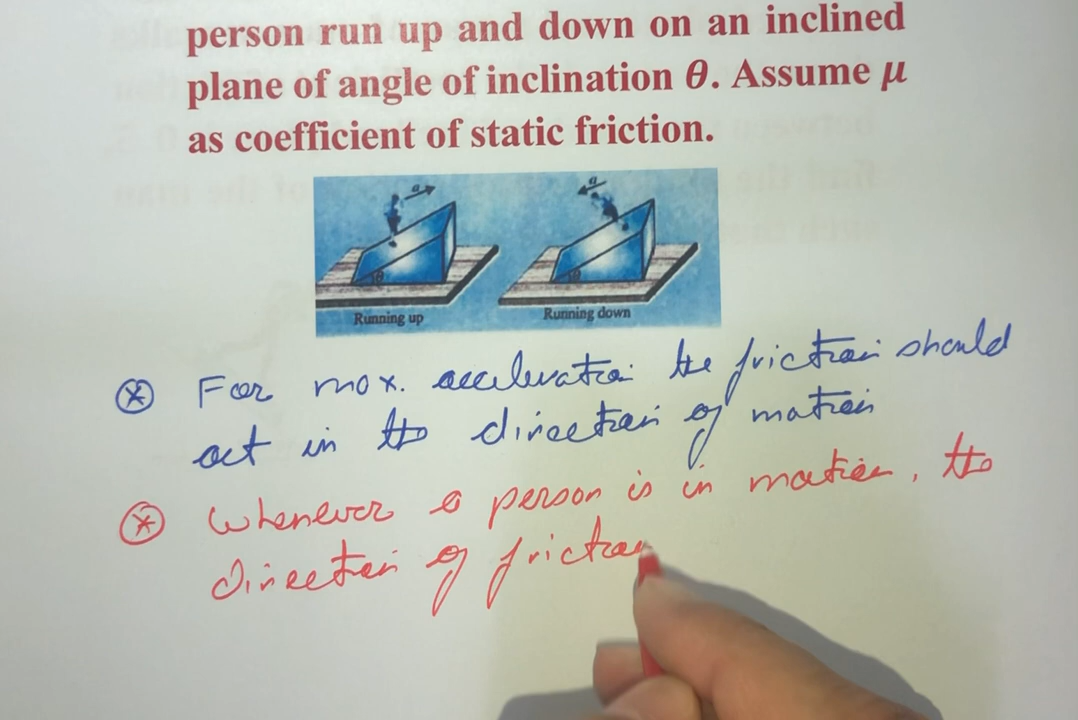 person run up and down on an inclined
plane of angle of inclination θ. Assume μ
as coefficient of static friction.
a
a
θ
θ
Running up
Running down
For max. acceleration the friction should
act in the direction of motion
Whenever a person is in motion, the
direction of friction